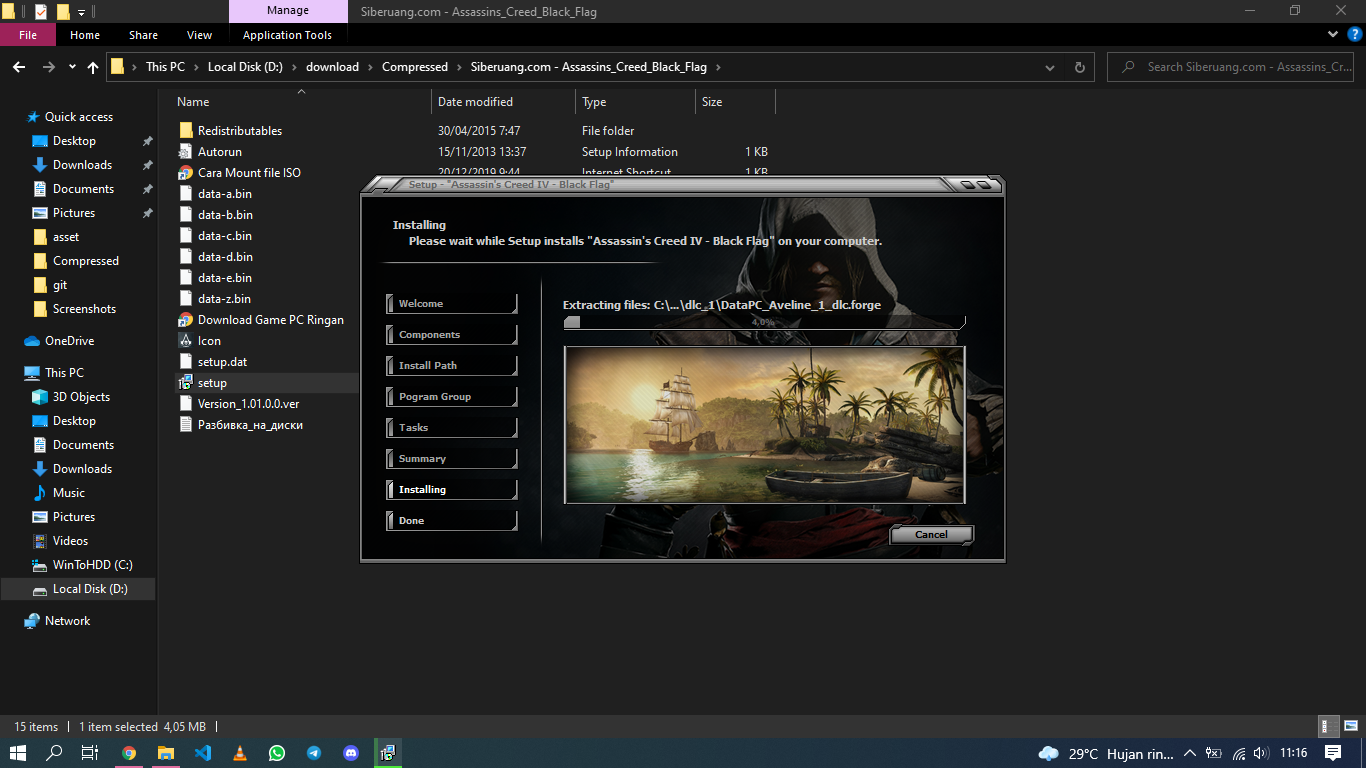 Manage
Siberuang.com - Assassins_Creed_Black_Flag
File
Home
Share
View
Application Tools
This PC
Local Disk (D:)
download
Compressed
Siberuang.com - Assassins_Creed_Black_Flag
Search Siberuang.com - Assassins_Cr...
Name
Date modified
Type
Size
Quick access
Desktop
Downloads
Documents
Pictures
asset
Compressed
git
Screenshots
OneDrive
This PC
3D Objects
Desktop
Documents
Downloads
Music
Pictures
Videos
WinToHDD (C:)
Local Disk (D:)
Network
Redistributables 30/04/2015 7:47 File folder
Autorun 15/11/2013 13:37 Setup Information 1 KB
Cara Mount file ISO 20/12/2019 9:44 Internet Shortcut 1 KB
data-a.bin
data-b.bin
data-c.bin
data-d.bin
data-e.bin
data-z.bin
Download Game PC Ringan
Icon
setup.dat
setup
Version_1.01.0.0.ver
Разбивка_на_диски
Setup - "Assassin's Creed IV - Black Flag"
Installing
Please wait while Setup installs "Assassin's Creed IV - Black Flag" on your computer.
Welcome
Components
Install Path
Pogram Group
Tasks
Summary
Installing
Done
Extracting files: C:\...\dlc_1\DataPC_Aveline_1_dlc.forge
4,0%
Cancel
15 items
1 item selected 4,05 MB
29°C Hujan rin...
11:16